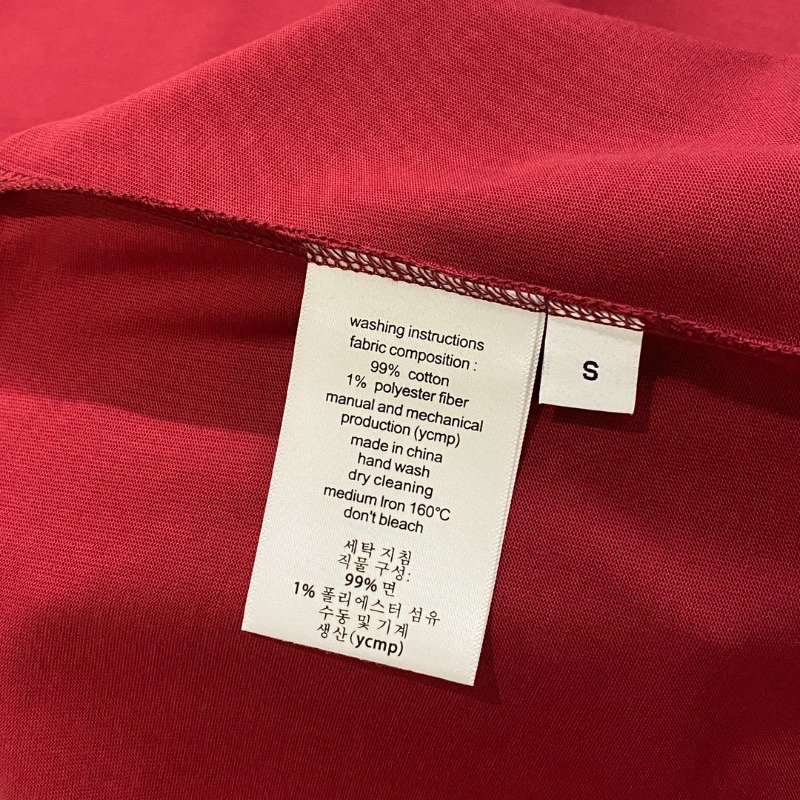 washing instructions
fabric composition :
99% cotton
1% polyester fiber
manual and mechanical
production (ycmp)
made in china
hand wash
dry cleaning
medium Iron 160°C
don't bleach
세탁 지침
직물 구성:
99% 면
1% 폴리에스터 섬유
수동 및 기계
생산(ycmp)
S